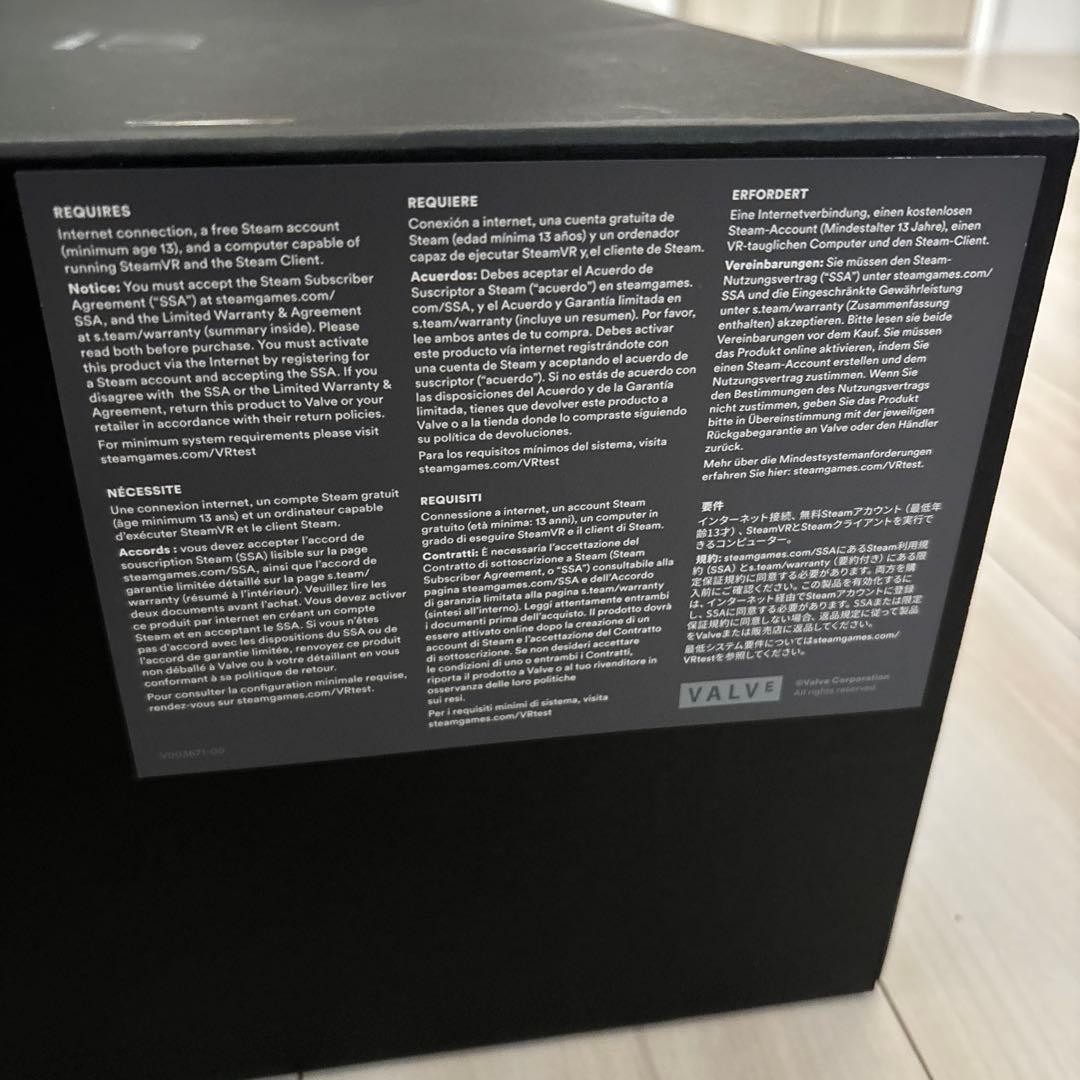 REQUIRES
Internet connection, a free Steam account
(minimum age 13), and a computer capable of
running SteamVR and the Steam Client.
Notice: You must accept the Steam Subscriber
Agreement (“SSA”) at steamgames.com/
SSA, and the Limited Warranty & Agreement
at s.team/warranty (summary inside). Please
read both before purchase. You must activate
this product via the Internet by registering for
a Steam account and accepting the SSA. If you
disagree with the SSA or the Limited Warranty &
Agreement, return this product to Valve or your
retailer in accordance with their return policies.
For minimum system requirements please visit
steamgames.com/VRtest
REQUIERE
Conexión a internet, una cuenta gratuita de
Steam (edad mínima 13 años) y un ordenador
capaz de ejecutar SteamVR y,el cliente de Steam.
Acuerdos: Debes aceptar el Acuerdo de
Suscriptor a Steam (“acuerdo”) en steamgames.
com/SSA, y el Acuerdo y Garantía limitada en
s.team/warranty (incluye un resumen). Por favor,
lee ambos antes de tu compra. Debes activar
este producto vía internet registrándote con
una cuenta de Steam y aceptando el acuerdo de
suscriptor (“acuerdo”). Si no estás de acuerdo con
las disposiciones del Acuerdo y de la Garantía
limitada, tienes que devolver este producto a
Valve o a la tienda donde lo compraste siguiendo
su política de devoluciones.
Para los requisitos mínimos del sistema, visita
steamgames.com/VRtest
ERFORDERT
Eine Internetverbindung, einen kostenlosen
Steam-Account (Mindestalter 13 Jahre), einen
VR-tauglichen Computer und den Steam-Client.
Vereinbarungen: Sie müssen den Steam-
Nutzungsvertrag (“SSA”) unter steamgames.com/
SSA und die Eingeschränkte Gewährleistung
unter s.team/warranty (Zusammenfassung
enthalten) akzeptieren. Bitte lesen sie beide
Vereinbarungen vor dem Kauf. Sie müssen
das Produkt online aktivieren, indem Sie
einen Steam-Account erstellen und dem
Nutzungsvertrag zustimmen. Wenn Sie
den Bestimmungen des Nutzungsvertrags
nicht zustimmen, geben Sie das Produkt
bitte in Übereinstimmung mit der jeweiligen
Rückgabegarantie an Valve oder den Händler
zurück.
Mehr über die Mindestsystemanforderungen
erfahren Sie hier: steamgames.com/VRtest.
NÉCESSITE
Une connexion internet, un compte Steam gratuit
(âge minimum 13 ans) et un ordinateur capable
d'exécuter SteamVR et le client Steam.
Accords : vous devez accepter l'accord de
souscription Steam (SSA) lisible sur la page
steamgames.com/SSA, ainsi que l'accord de
garantie limitée détaillé sur la page s.team/
warranty (résumé à l'intérieur). Veuillez lire les
deux documents avant l'achat. Vous devez activer
ce produit par internet en créant un compte
Steam et en acceptant le SSA. Si vous n'êtes
pas d'accord avec les dispositions du SSA ou de
l'accord de garantie limitée, renvoyez ce produit
non déballé à Valve ou à votre détaillant en vous
conformant à sa politique de retour.
Pour consulter la configuration minimale requise,
rendez-vous sur steamgames.com/VRtest.
REQUISITI
Connessione a internet, un account Steam
gratuito (età minima: 13 anni), un computer in
grado di eseguire SteamVR e il client di Steam.
Contratti: È necessaria l'accettazione del
Contratto di sottoscrizione a Steam (Steam
Subscriber Agreement, o “SSA”) consultabile alla
pagina steamgames.com/SSA e dell'Accordo
di garanzia limitata alla pagina s.team/warranty
(sintesi all'interno). Leggi attentamente entrambi
i documenti prima dell'acquisto. Il prodotto dovrà
essere attivato online dopo la creazione di un
account di Steam e l'accettazione del Contratto
di sottoscrizione. Se non desideri accettare
le condizioni di uno o entrambi i Contratti,
riporta il prodotto a Valve o al tuo rivenditore in
osservanza delle loro politiche
sui resi.
Per i requisiti minimi di sistema, visita
steamgames.com/VRtest
要件
インターネット接続、無料Steamアカウント（最低年
齢13才）、SteamVRとSteamクライアントを実行で
きるコンピューター。
規約: steamgames.com/SSAにあるSteam利用規
約 (SSA) とs.team/warranty（要約付き）にある限
定保証規約に同意する必要があります。両方を購
入前にご確認ください。この製品を有効化するに
は、インターネット経由でSteamアカウントに登録
し、SSAに同意する必要があります。SSAまたは限定
保証規約に同意しない場合、返品規定に従って製品
をValveまたは販売店に返品してください。
最低システム要件についてはsteamgames.com/
VRtestを参照してください。
VALVE
©Valve Corporation
All rights reserved.
V003671-00